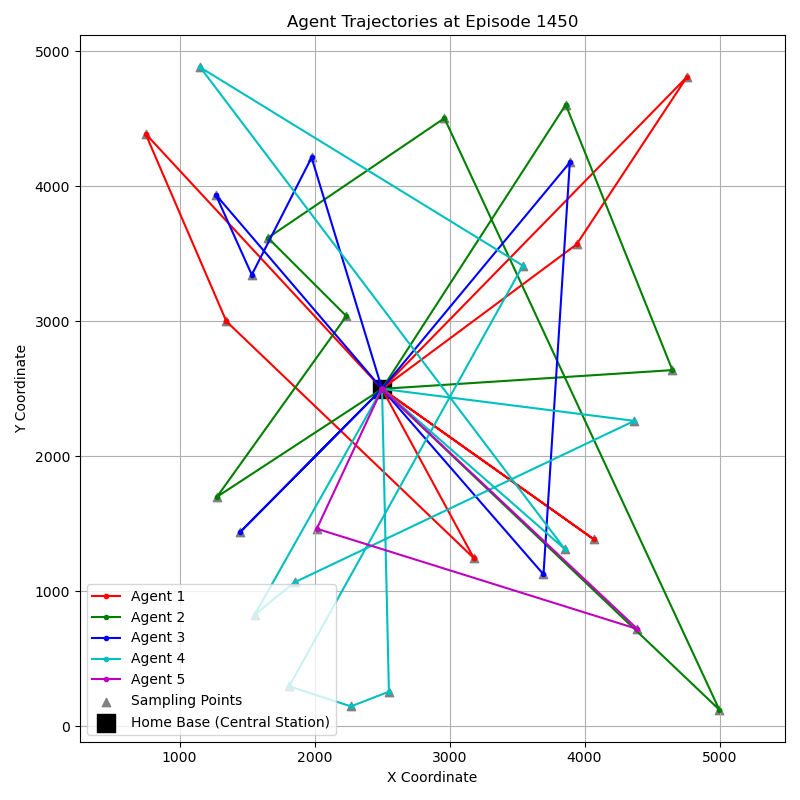 Agent Trajectories at Episode 1450
5000
4000
3000
2000
1000
0
Y Coordinate
1000 2000 3000 4000 5000
X Coordinate
Agent 1
Agent 2
Agent 3
Agent 4
Agent 5
Sampling Points
Home Base (Central Station)